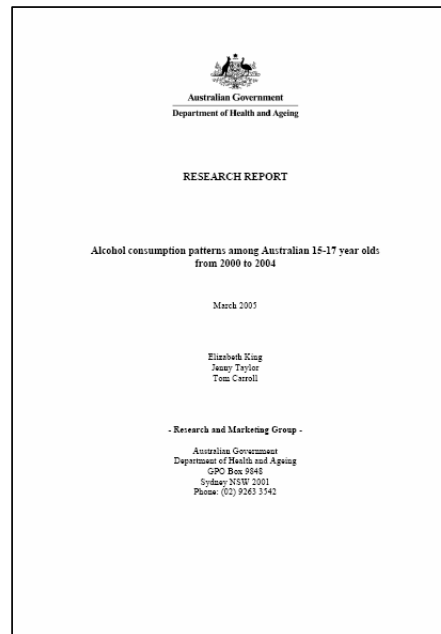 Australian Government
Department of Health and Ageing
RESEARCH REPORT
Alcohol consumption patterns among Australian 15-17 year olds
from 2000 to 2004
March 2005
Elizabeth King
Jenny Taylor
Tom Carroll
- Research and Marketing Group -
Australian Government
Department of Health and Ageing
GPO Box 9848
Sydney NSW 2001
Phone: (02) 9263 3542